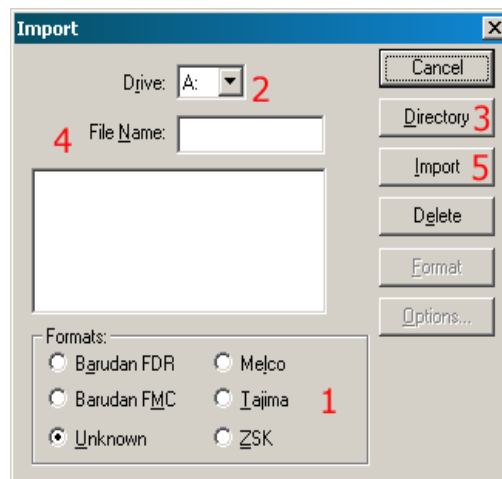 Import
Cancel
Drive: A: 2
Directory 3
4 File Name:
Import 5
Delete
Format
Options...
Formats:
Barudan FDR Melco
Barudan FMC Tajima 1
Unknown ZSK